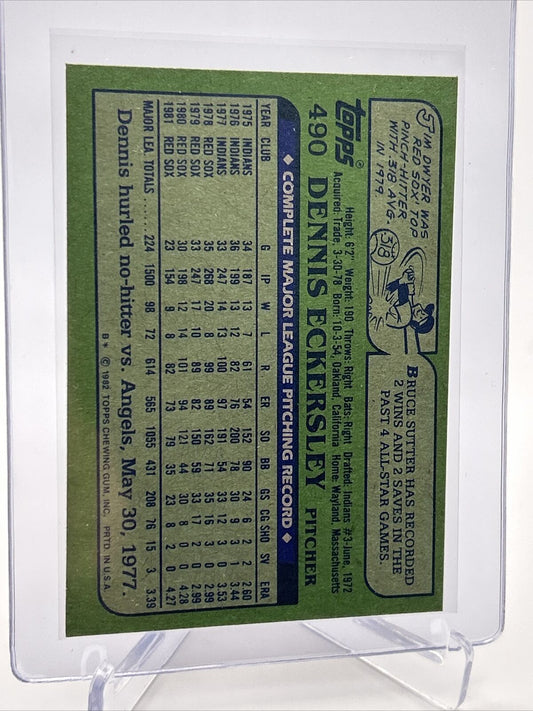 JIM DWYER WAS
RED SOX' TOP
PINCH-HITTER
WITH .318 AVG.
IN 1979.
.318
BRUCE SUTTER HAS RECORDED
2 WINS AND 2 SAVES IN THE
PAST 4 ALL-STAR GAMES.
topps®
490 DENNIS ECKERSLEY PITCHER
Height: 6'2" Weight: 190 Throws: Right Bats: Right Drafted: Indians #3-June, 1972
Acquired: Trade, 3-30-78 Born: 10-3-54, Oakland, California Home: Wayland, Massachusetts
◆ COMPLETE MAJOR LEAGUE PITCHING RECORD ◆
YEAR CLUB G IP W L R ER SO BB GS CG SHO SV ERA
1975 INDIANS 34 187 13 7 61 54 152 90 24 6 2 2 2.60
1976 INDIANS 36 199 13 12 82 76 200 78 30 9 3 1 3.44
1977 INDIANS 33 247 14 13 100 97 191 54 33 12 3 0 3.53
1978 RED SOX 35 268 20 8 99 89 162 71 35 16 3 0 2.99
1979 RED SOX 33 247 17 10 89 82 150 59 33 17 2 0 2.99
1980 RED SOX 30 198 12 14 101 94 121 44 30 8 0 0 4.28
1981 RED SOX 23 154 9 8 82 73 79 35 23 8 2 0 4.27
MAJOR LEA. TOTALS ..... 224 1500 98 72 614 565 1055 431 208 76 15 3 3.39
Dennis hurled no-hitter vs. Angels, May 30, 1977.
B* © 1982 TOPPS CHEWING GUM, INC. PRTD. IN U.S.A.